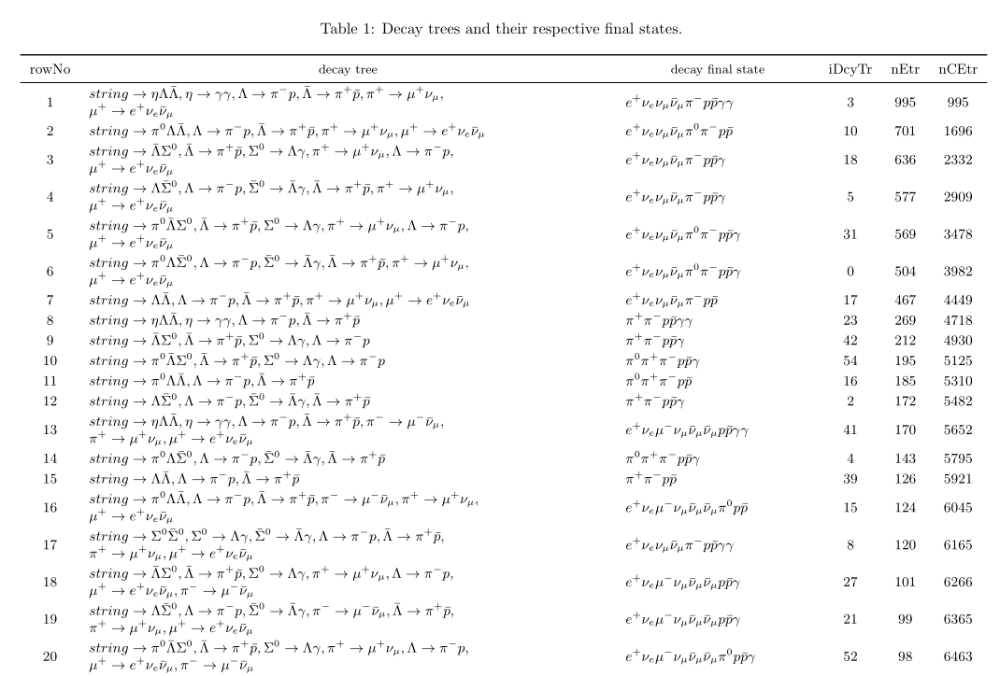 Table 1: Decay trees and their respective final states.
rowNo decay tree decay final state iDcyTr nEtr nCEtr
1 string → ηΛΛ̄, η → γγ, Λ → π⁻p, Λ̄ → π⁺p̄, π⁺ → μ⁺ν_μ, e⁺ν_eν_μν̄_μπ⁻pp̄γγ 3 995 995
μ⁺ → e⁺ν_eν̄_μ
2 string → π⁰ΛΛ̄, Λ → π⁻p, Λ̄ → π⁺p̄, π⁺ → μ⁺ν_μ, μ⁺ → e⁺ν_eν̄_μ e⁺ν_eν_μν̄_μπ⁰π⁻pp̄ 10 701 1696
3 string → Λ̄Σ⁰, Λ̄ → π⁺p̄, Σ⁰ → Λγ, π⁺ → μ⁺ν_μ, Λ → π⁻p, e⁺ν_eν_μν̄_μπ⁻pp̄γ 18 636 2332
μ⁺ → e⁺ν_eν̄_μ
4 string → ΛΣ̄⁰, Λ → π⁻p, Σ̄⁰ → Λ̄γ, Λ̄ → π⁺p̄, π⁺ → μ⁺ν_μ, e⁺ν_eν_μν̄_μπ⁻pp̄γ 5 577 2909
μ⁺ → e⁺ν_eν̄_μ
5 string → π⁰Λ̄Σ⁰, Λ̄ → π⁺p̄, Σ⁰ → Λγ, π⁺ → μ⁺ν_μ, Λ → π⁻p, e⁺ν_eν_μν̄_μπ⁰π⁻pp̄γ 31 569 3478
μ⁺ → e⁺ν_eν̄_μ
6 string → π⁰ΛΣ̄⁰, Λ → π⁻p, Σ̄⁰ → Λ̄γ, Λ̄ → π⁺p̄, π⁺ → μ⁺ν_μ, e⁺ν_eν_μν̄_μπ⁰π⁻pp̄γ 0 504 3982
μ⁺ → e⁺ν_eν̄_μ
7 string → ΛΛ̄, Λ → π⁻p, Λ̄ → π⁺p̄, π⁺ → μ⁺ν_μ, μ⁺ → e⁺ν_eν̄_μ e⁺ν_eν_μν̄_μπ⁻pp̄ 17 467 4449
8 string → ηΛΛ̄, η → γγ, Λ → π⁻p, Λ̄ → π⁺p̄ π⁺π⁻pp̄γγ 23 269 4718
9 string → Λ̄Σ⁰, Λ̄ → π⁺p̄, Σ⁰ → Λγ, Λ → π⁻p π⁺π⁻pp̄γ 42 212 4930
10 string → π⁰Λ̄Σ⁰, Λ̄ → π⁺p̄, Σ⁰ → Λγ, Λ → π⁻p π⁰π⁺π⁻pp̄γ 54 195 5125
11 string → π⁰ΛΛ̄, Λ → π⁻p, Λ̄ → π⁺p̄ π⁰π⁺π⁻pp̄ 16 185 5310
12 string → ΛΣ̄⁰, Λ → π⁻p, Σ̄⁰ → Λ̄γ, Λ̄ → π⁺p̄ π⁺π⁻pp̄γ 2 172 5482
13 string → ηΛΛ̄, η → γγ, Λ → π⁻p, Λ̄ → π⁺p̄, π⁻ → μ⁻ν̄_μ, e⁺ν_eμ⁻ν_μν̄_μν̄_μpp̄γγ 41 170 5652
π⁺ → μ⁺ν_μ, μ⁺ → e⁺ν_eν̄_μ
14 string → π⁰ΛΣ̄⁰, Λ → π⁻p, Σ̄⁰ → Λ̄γ, Λ̄ → π⁺p̄ π⁰π⁺π⁻pp̄γ 4 143 5795
15 string → ΛΛ̄, Λ → π⁻p, Λ̄ → π⁺p̄ π⁺π⁻pp̄ 39 126 5921
16 string → π⁰ΛΛ̄, Λ → π⁻p, Λ̄ → π⁺p̄, π⁻ → μ⁻ν̄_μ, π⁺ → μ⁺ν_μ, e⁺ν_eμ⁻ν_μν̄_μν̄_μπ⁰pp̄ 15 124 6045
μ⁺ → e⁺ν_eν̄_μ
17 string → Σ⁰Σ̄⁰, Σ⁰ → Λγ, Σ̄⁰ → Λ̄γ, Λ → π⁻p, Λ̄ → π⁺p̄, e⁺ν_eν_μν̄_μπ⁻pp̄γγ 8 120 6165
π⁺ → μ⁺ν_μ, μ⁺ → e⁺ν_eν̄_μ
18 string → Λ̄Σ⁰, Λ̄ → π⁺p̄, Σ⁰ → Λγ, π⁺ → μ⁺ν_μ, Λ → π⁻p, e⁺ν_eμ⁻ν_μν̄_μν̄_μpp̄γ 27 101 6266
μ⁺ → e⁺ν_eν̄_μ, π⁻ → μ⁻ν̄_μ
19 string → ΛΣ̄⁰, Λ → π⁻p, Σ̄⁰ → Λ̄γ, π⁻ → μ⁻ν̄_μ, Λ̄ → π⁺p̄, e⁺ν_eμ⁻ν_μν̄_μν̄_μpp̄γ 21 99 6365
π⁺ → μ⁺ν_μ, μ⁺ → e⁺ν_eν̄_μ
20 string → π⁰Λ̄Σ⁰, Λ̄ → π⁺p̄, Σ⁰ → Λγ, π⁺ → μ⁺ν_μ, Λ → π⁻p, e⁺ν_eμ⁻ν_μν̄_μν̄_μπ⁰pp̄γ 52 98 6463
μ⁺ → e⁺ν_eν̄_μ, π⁻ → μ⁻ν̄_μ